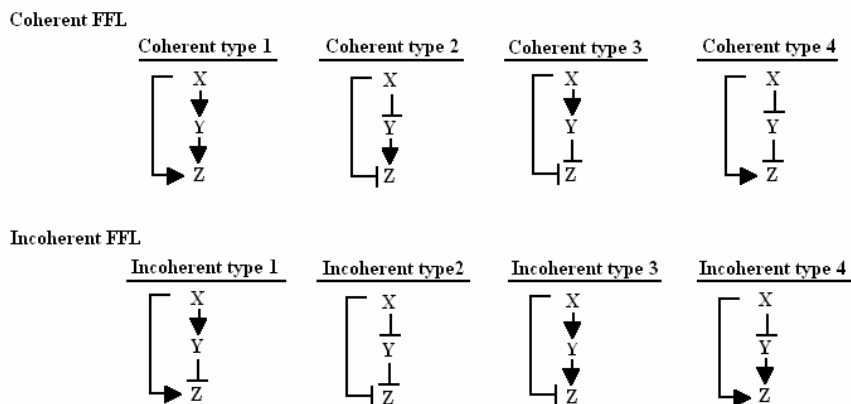 Coherent FFL
Coherent type 1 Coherent type 2 Coherent type 3 Coherent type 4
X X X X
Y Y Y Y
Z Z Z Z
Incoherent FFL
Incoherent type 1 Incoherent type2 Incoherent type 3 Incoherent type 4
X X X X
Y Y Y Y
Z Z Z Z